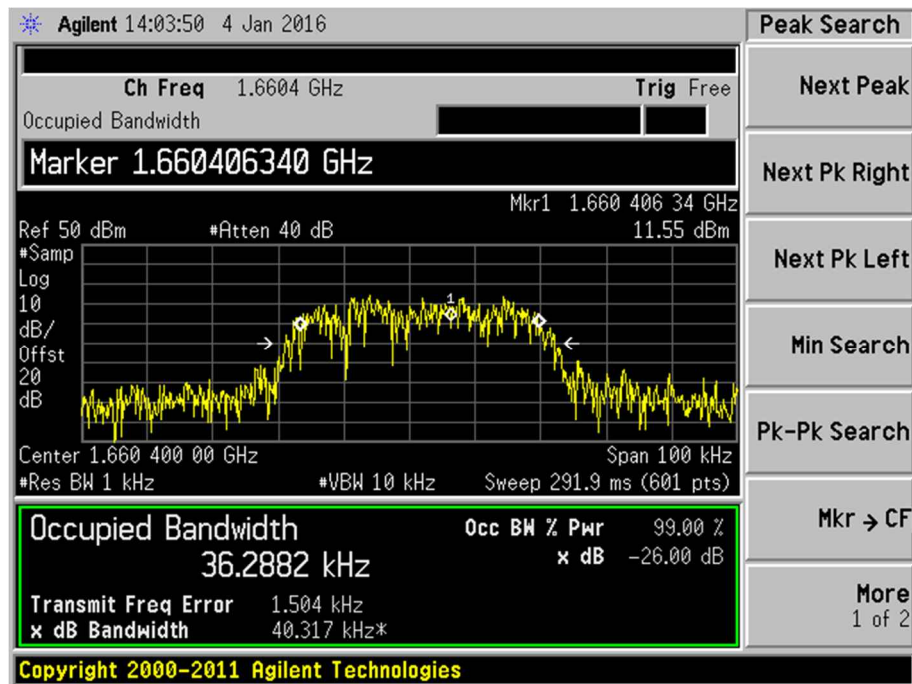 Agilent 14:03:50 4 Jan 2016
Peak Search
Ch Freq 1.6604 GHz Trig Free
Occupied Bandwidth
Marker 1.660406340 GHz
Mkr1 1.660 406 34 GHz
Ref 50 dBm #Atten 40 dB 11.55 dBm
#Samp
Log
10
dB/
Offst
20
dB
1
Center 1.660 400 00 GHz Span 100 kHz
#Res BW 1 kHz #VBW 10 kHz Sweep 291.9 ms (601 pts)
Occupied Bandwidth Occ BW % Pwr 99.00 %
36.2882 kHz x dB -26.00 dB
Transmit Freq Error 1.504 kHz
x dB Bandwidth 40.317 kHz*
Next Peak
Next Pk Right
Next Pk Left
Min Search
Pk-Pk Search
Mkr → CF
More
1 of 2
Copyright 2000-2011 Agilent Technologies